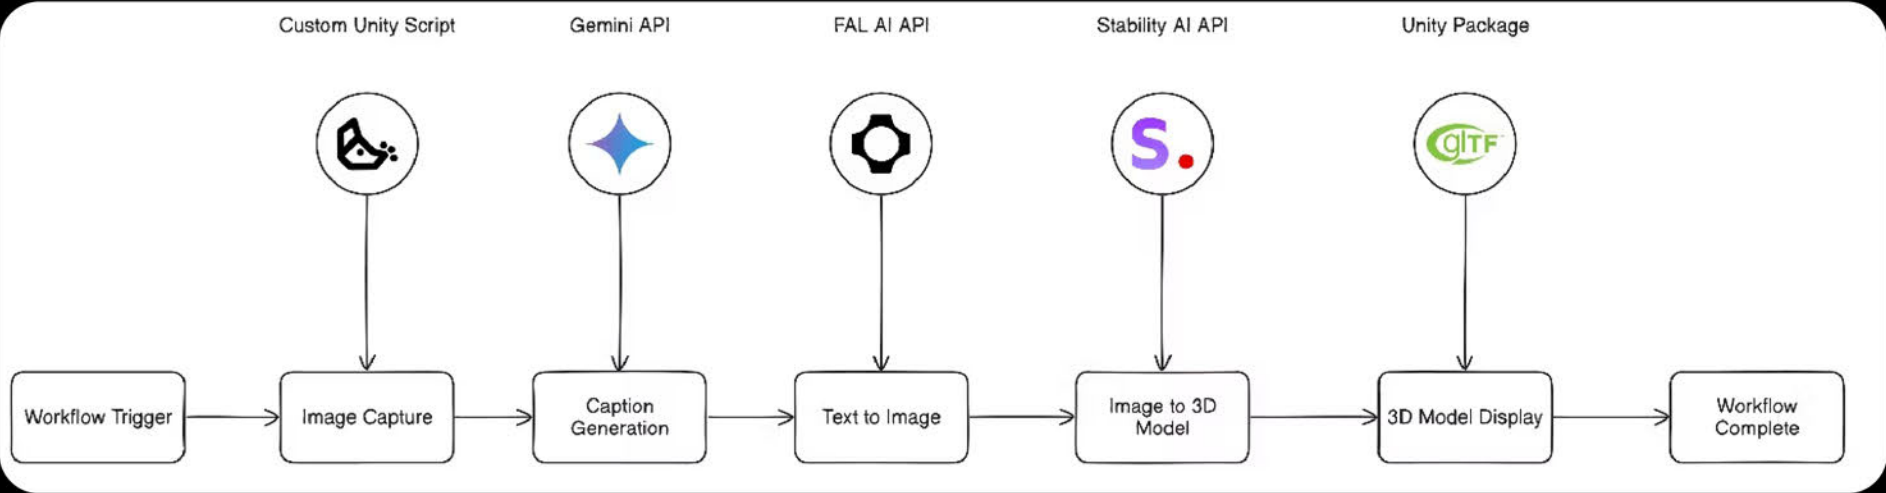 Custom Unity Script
Gemini API
FAL AI API
Stability AI API
Unity Package
S.
glTF
Workflow Trigger
Image Capture
Caption
Generation
Text to Image
Image to 3D
Model
3D Model Display
Workflow
Complete